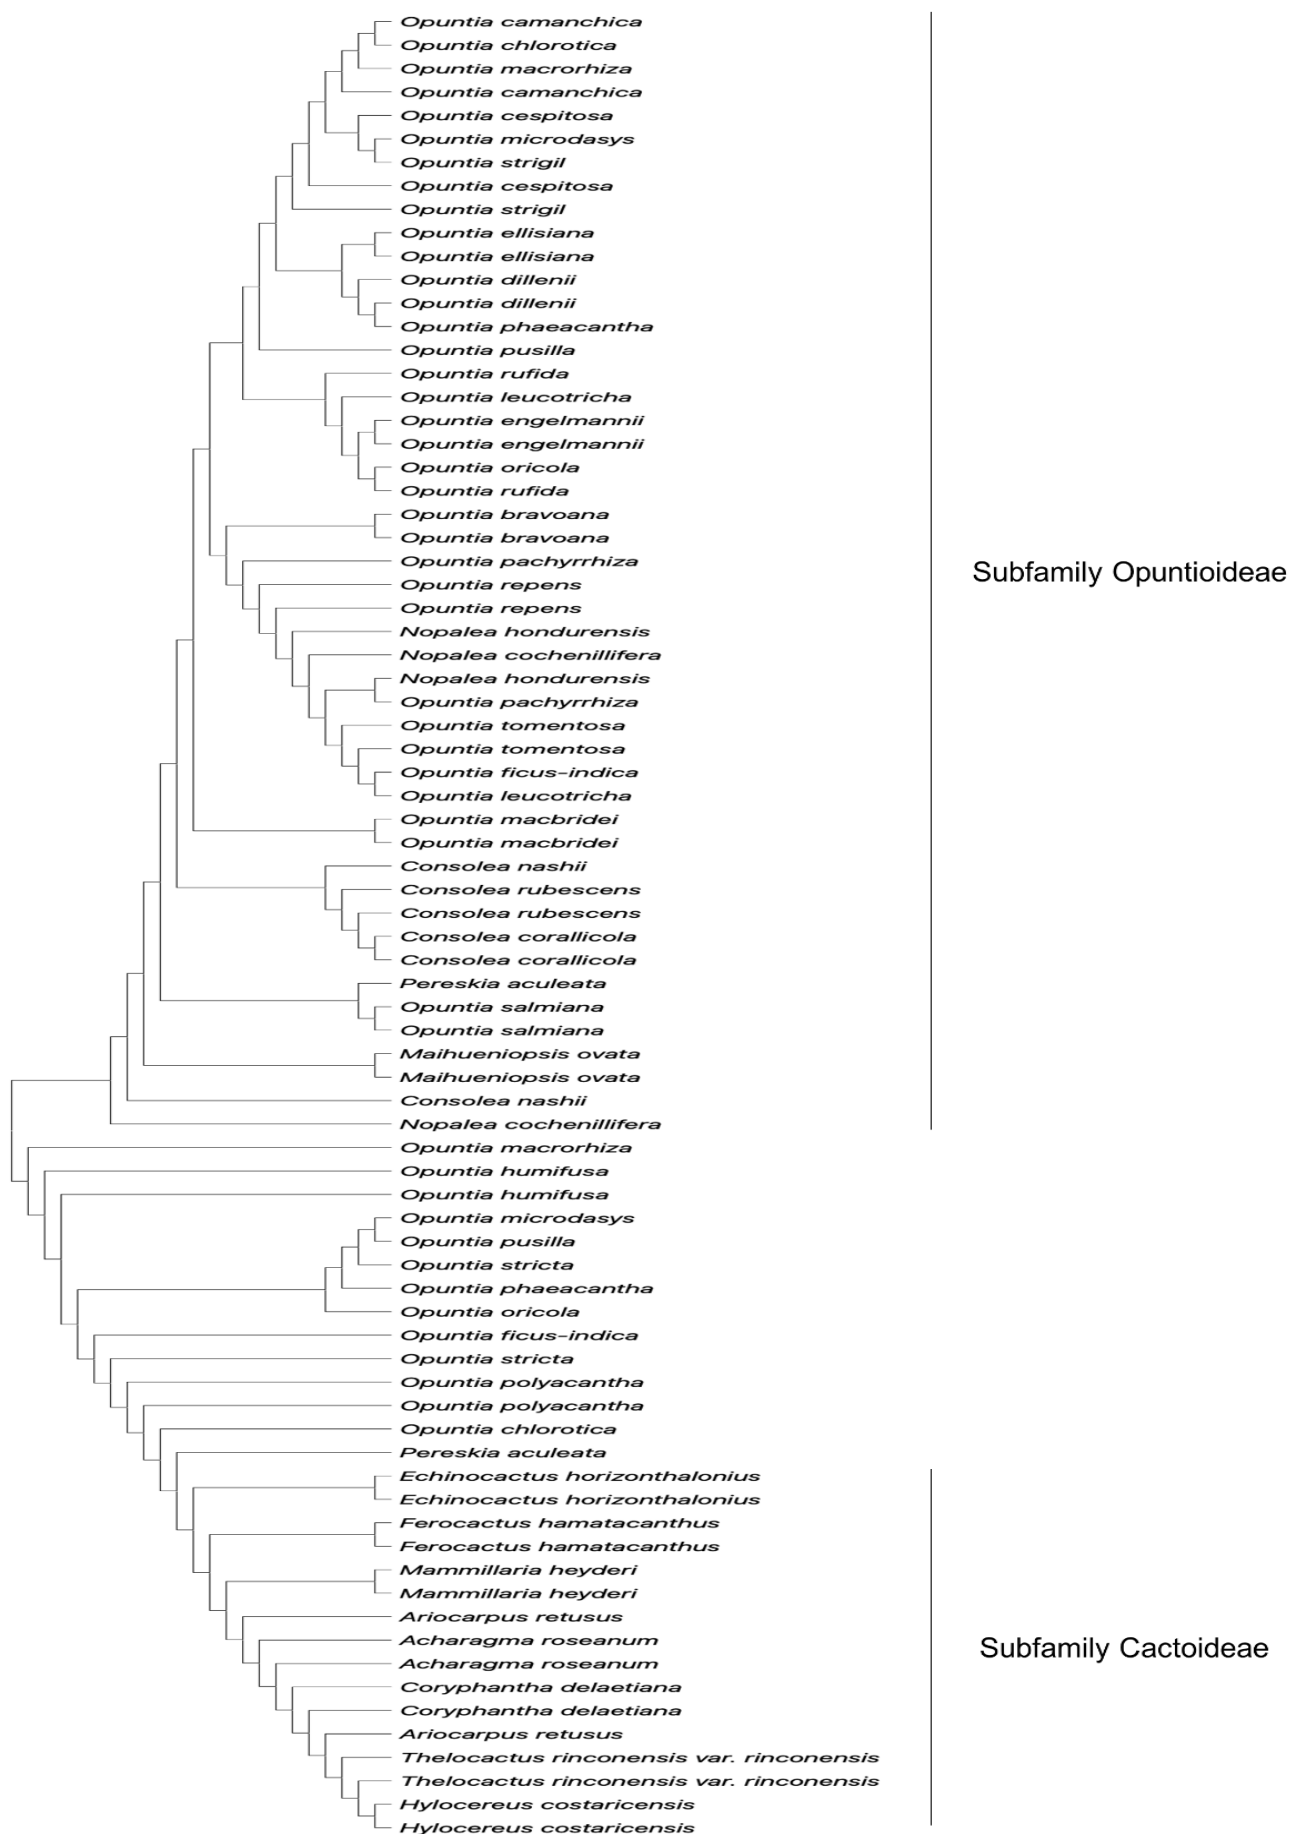 Opuntia camanchica
Opuntia chlorotica
Opuntia macrorhiza
Opuntia camanchica
Opuntia cespitosa
Opuntia microdasys
Opuntia strigil
Opuntia cespitosa
Opuntia strigil
Opuntia ellisiana
Opuntia ellisiana
Opuntia dillenii
Opuntia dillenii
Opuntia phaeacantha
Opuntia pusilla
Opuntia rufida
Opuntia leucotricha
Opuntia engelmannii
Opuntia engelmannii
Opuntia oricola
Opuntia rufida
Opuntia bravoana
Opuntia bravoana
Opuntia pachyrrhiza
Subfamily Opuntioideae
Opuntia repens
Opuntia repens
Nopalea hondurensis
Nopalea cochenillifera
Nopalea hondurensis
Opuntia pachyrrhiza
Opuntia tomentosa
Opuntia tomentosa
Opuntia ficus-indica
Opuntia leucotricha
Opuntia macbridei
Opuntia macbridei
Consolea nashii
Consolea rubescens
Consolea rubescens
Consolea corallicola
Consolea corallicola
Pereskia aculeata
Opuntia salmiana
Opuntia salmiana
Maihueniopsis ovata
Maihueniopsis ovata
Consolea nashii
Nopalea cochenillifera
Opuntia macrorhiza
Opuntia humifusa
Opuntia humifusa
Opuntia microdasys
Opuntia pusilla
Opuntia stricta
Opuntia phaeacantha
Opuntia oricola
Opuntia ficus-indica
Opuntia stricta
Opuntia polyacantha
Opuntia polyacantha
Opuntia chlorotica
Pereskia aculeata
Echinocactus horizonthalonius
Echinocactus horizonthalonius
Ferocactus hamatacanthus
Ferocactus hamatacanthus
Mammillaria heyderi
Mammillaria heyderi
Ariocarpus retusus
Acharagma roseanum
Subfamily Cactoideae
Acharagma roseanum
Coryphantha delaetiana
Coryphantha delaetiana
Ariocarpus retusus
Thelocactus rinconensis var. rinconensis
Thelocactus rinconensis var. rinconensis
Hylocereus costaricensis
Hylocereus costaricensis